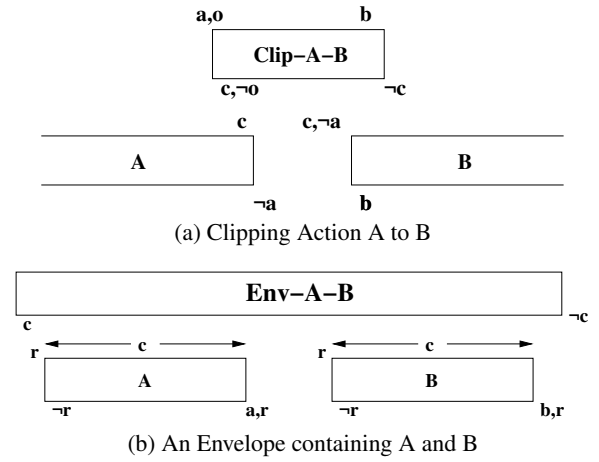 a,o b
Clip-A-B
c,¬o ¬c
c c,¬a
A B
¬a b
(a) Clipping Action A to B
Env-A-B
c ¬c
r c r c
A B
¬r a,r ¬r b,r
(b) An Envelope containing A and B